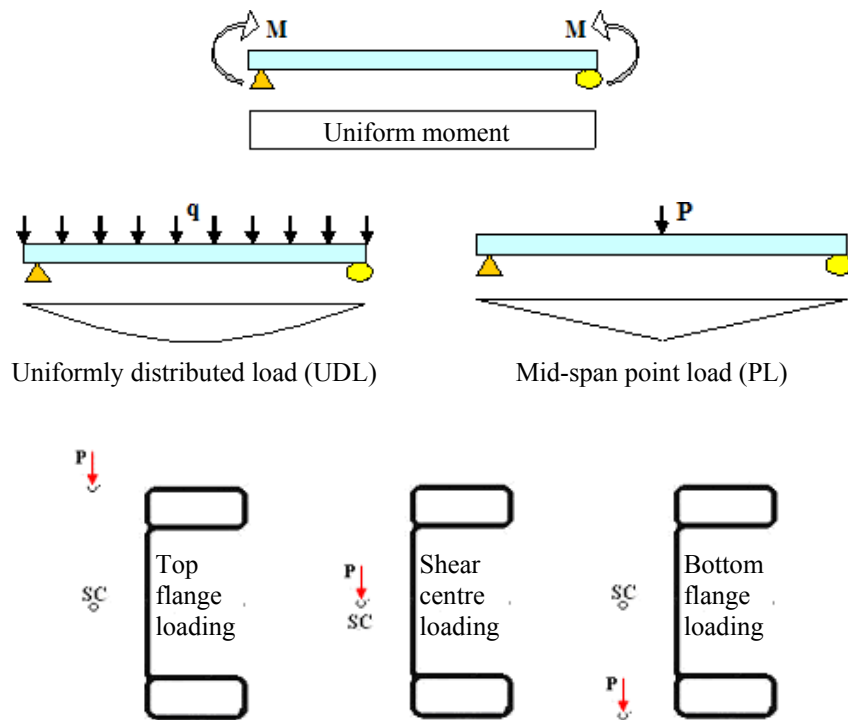 M M
Uniform moment
q
P
Uniformly distributed load (UDL)
Mid-span point load (PL)
P
SC
Top
flange
loading
P
SC
Shear
centre
loading
SC
P
Bottom
flange
loading